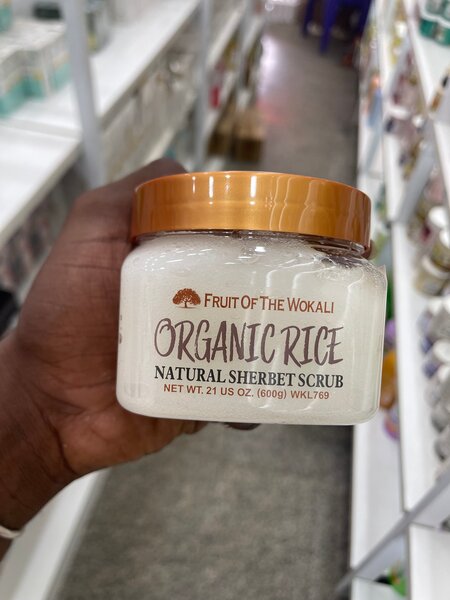 FRUIT OF THE WOKALI
ORGANIC RICE
NATURAL SHERBET SCRUB
NET WT. 21 US OZ. (600g) WKL769